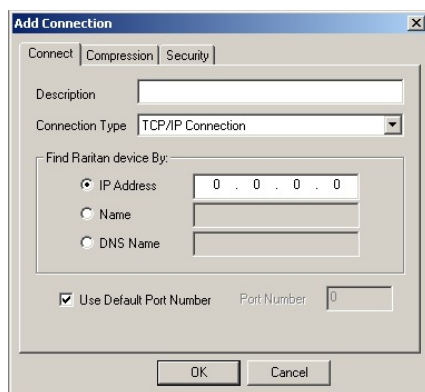 Add Connection
Connect Compression Security
Description
Connection Type TCP/IP Connection
Find Raritan device By:
IP Address 0 . 0 . 0 . 0
Name
DNS Name
Use Default Port Number Port Number 0
OK Cancel